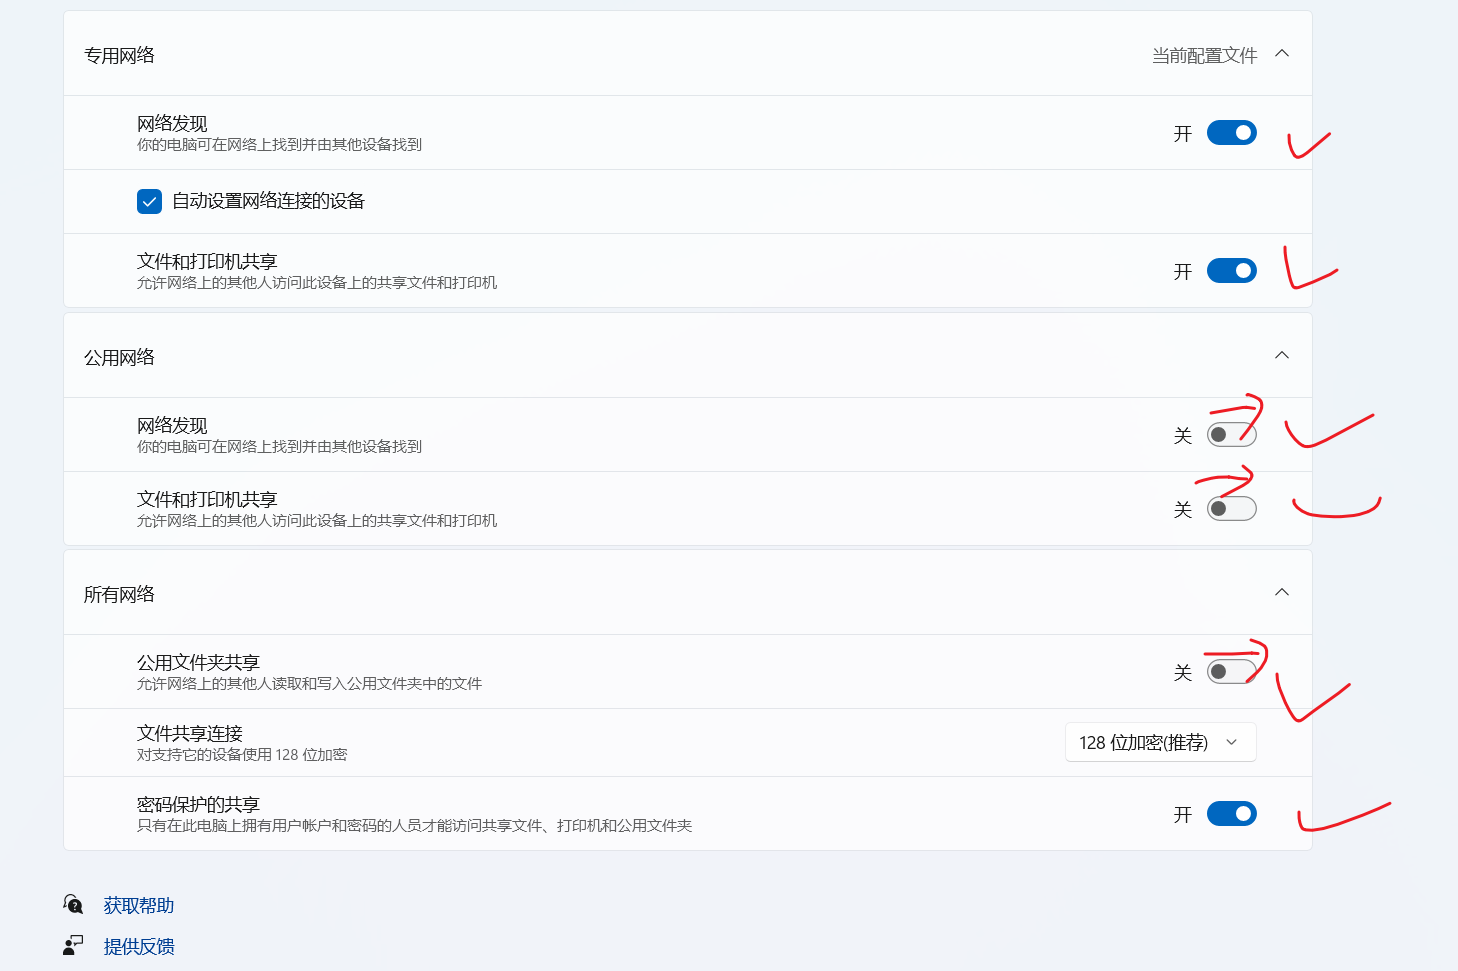 专用网络
当前配置文件
网络发现
你的电脑可在网络上找到并由其他设备找到
开
自动设置网络连接的设备
文件和打印机共享
允许网络上的其他人访问此设备上的共享文件和打印机
开
公用网络
网络发现
你的电脑可在网络上找到并由其他设备找到
关
文件和打印机共享
允许网络上的其他人访问此设备上的共享文件和打印机
关
所有网络
公用文件夹共享
允许网络上的其他人读取和写入公用文件夹中的文件
关
文件共享连接
对支持它的设备使用 128 位加密
128 位加密(推荐)
密码保护的共享
只有在此电脑上拥有用户帐户和密码的人员才能访问共享文件、打印机和公用文件夹
开
获取帮助
提供反馈